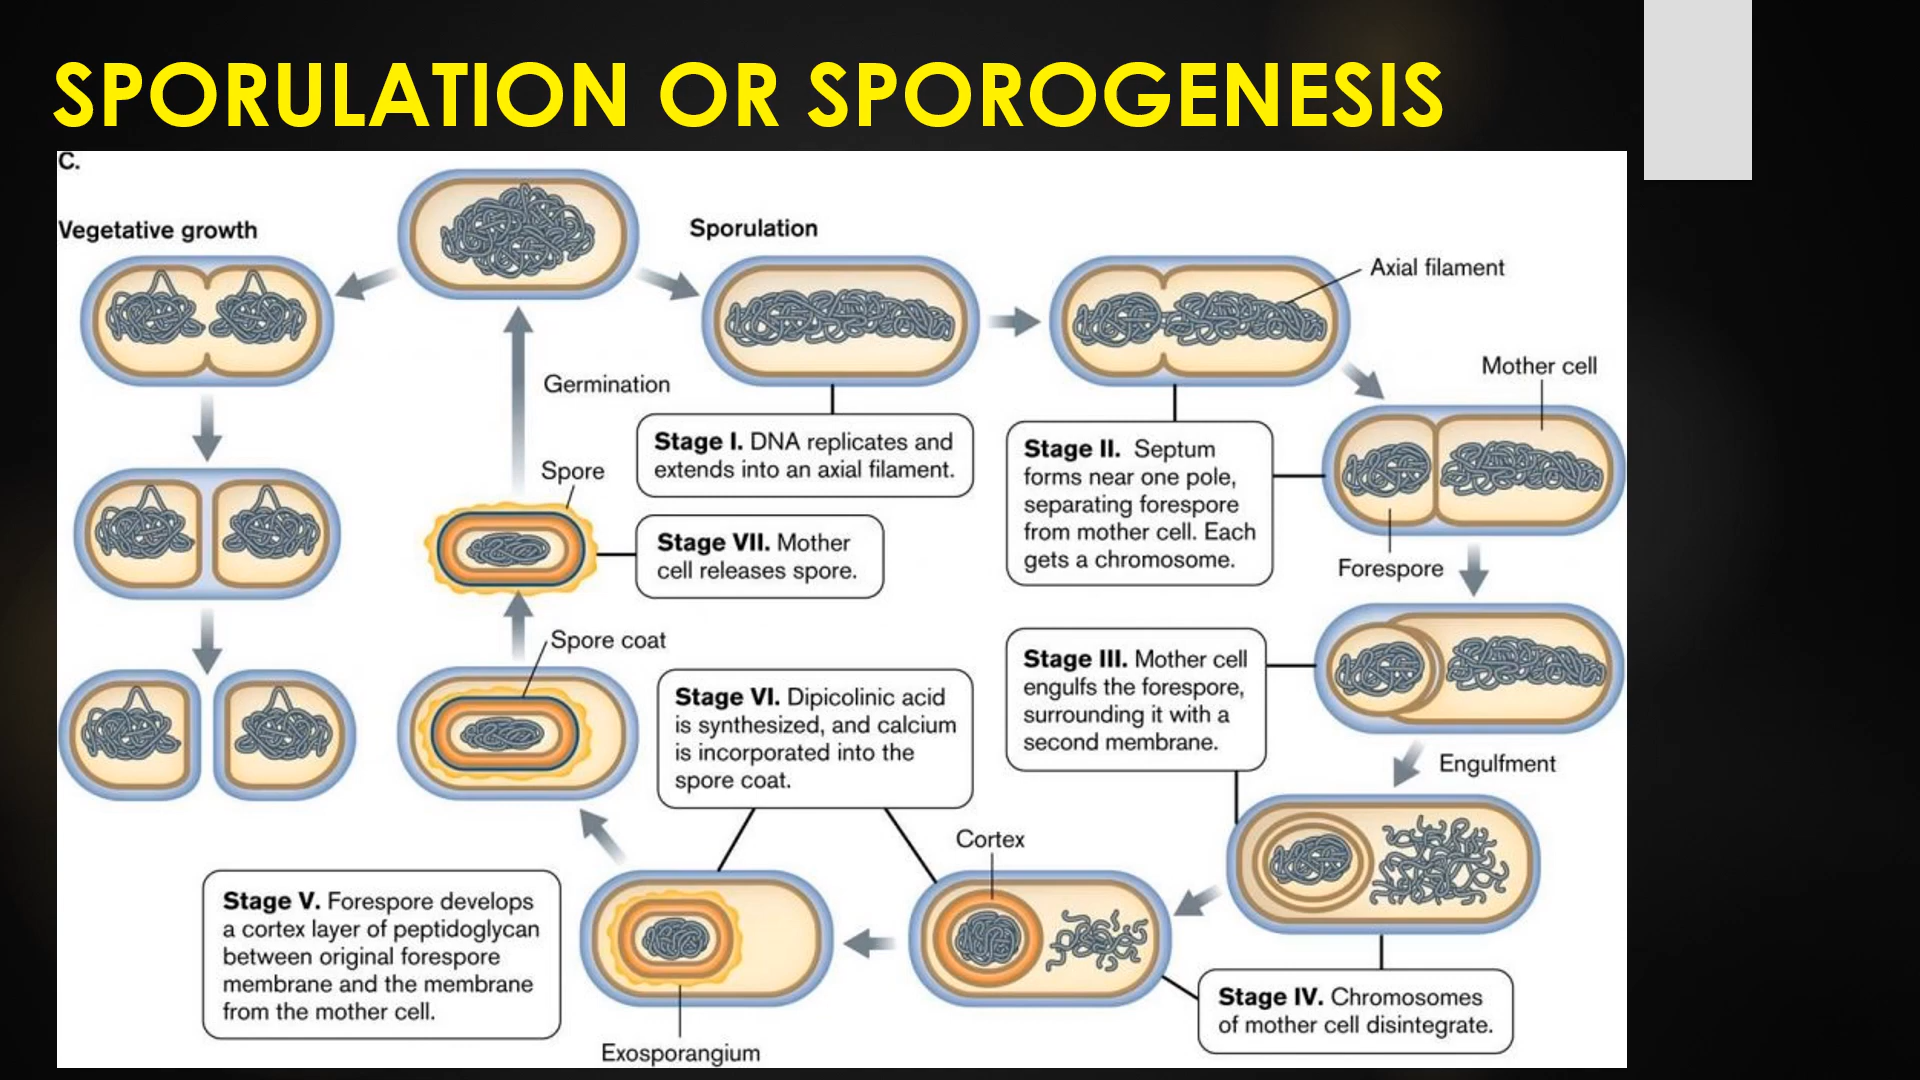 SPORULATION OR SPOROGENESIS
C.
Vegetative growth
Sporulation
Axial filament
Mother cell
Germination
Stage I. DNA replicates and
extends into an axial filament.
Stage II. Septum
forms near one pole,
separating forespore
from mother cell. Each
gets a chromosome.
Forespore
Spore
Stage VII. Mother
cell releases spore.
Spore coat
Stage III. Mother cell
engulfs the forespore,
surrounding it with a
second membrane.
Engulfment
Stage VI. Dipicolinic acid
is synthesized, and calcium
is incorporated into the
spore coat.
Cortex
Stage V. Forespore develops
a cortex layer of peptidoglycan
between original forespore
membrane and the membrane
from the mother cell.
Stage IV. Chromosomes
of mother cell disintegrate.
Exosporangium